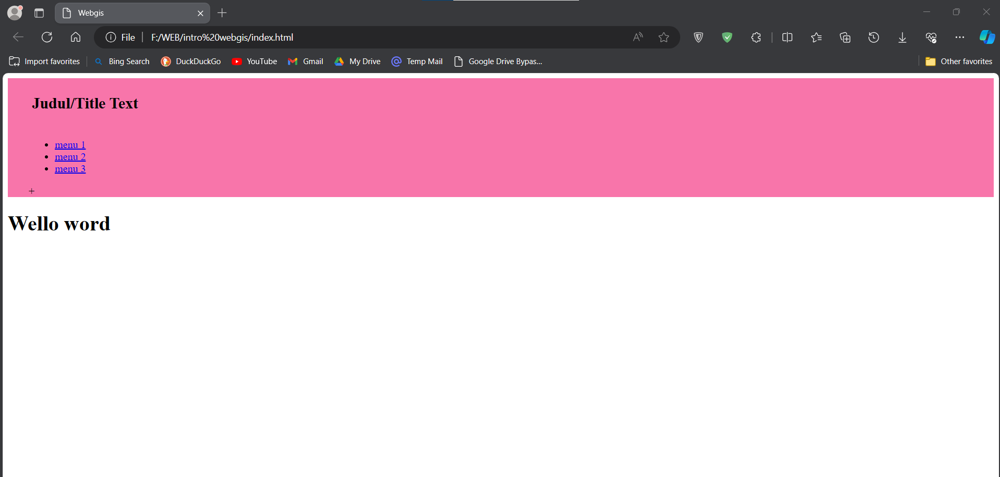 Webgis
File F:/WEB/intro%20webgis/index.html
Import favorites Bing Search DuckDuckGo YouTube Gmail My Drive Temp Mail Google Drive Bypas... Other favorites
Judul/Title Text
menu 1
menu 2
menu 3
+
Wello word